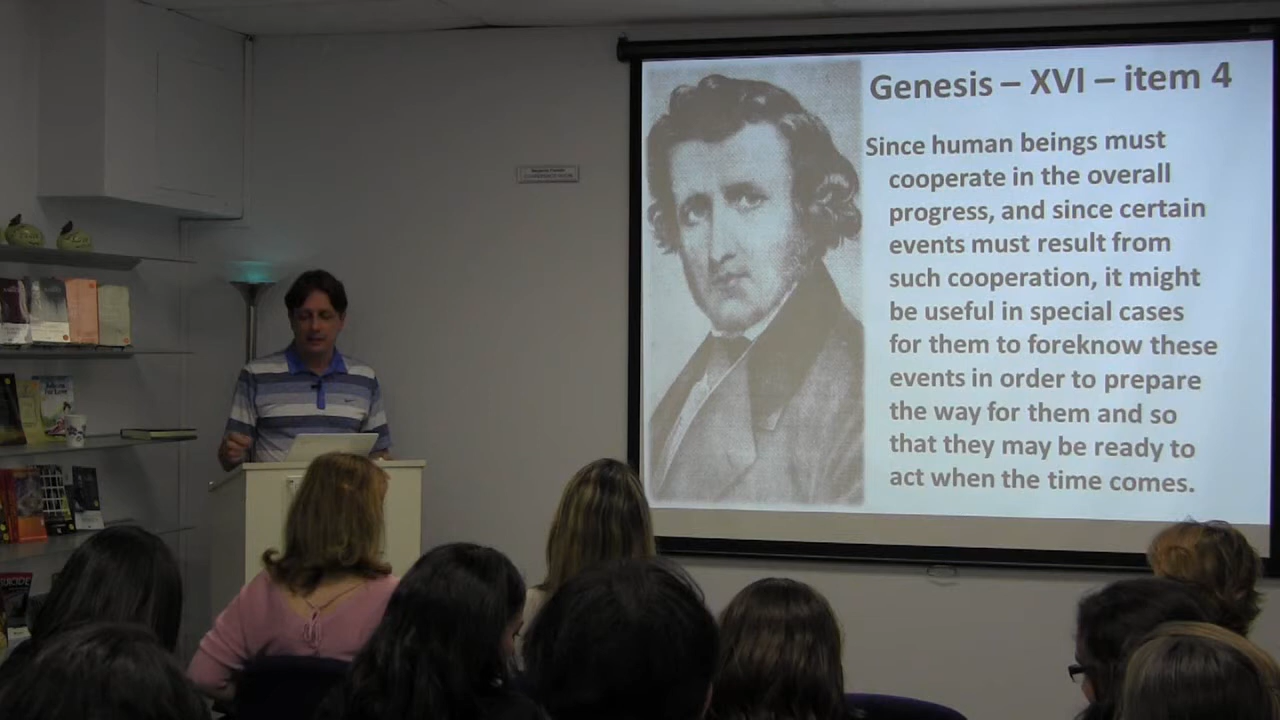 Genesis – XVI – item 4
Since human beings must
cooperate in the overall
progress, and since certain
events must result from
such cooperation, it might
be useful in special cases
for them to foreknow these
events in order to prepare
the way for them and so
that they may be ready to
act when the time comes.
SUICIDE